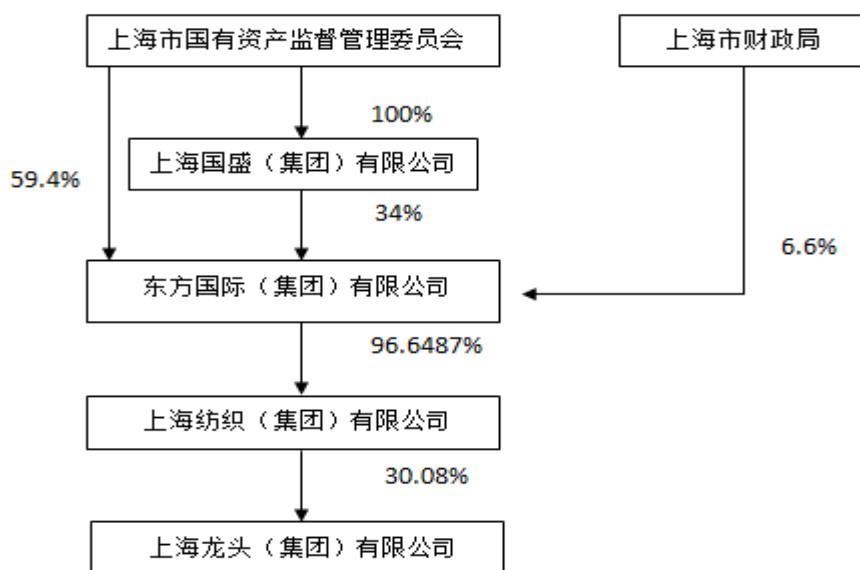 上海市国有资产监督管理委员会
上海市财政局
100%
上海国盛（集团）有限公司
59.4%
34%
6.6%
东方国际（集团）有限公司
96.6487%
上海纺织（集团）有限公司
30.08%
上海龙头（集团）有限公司